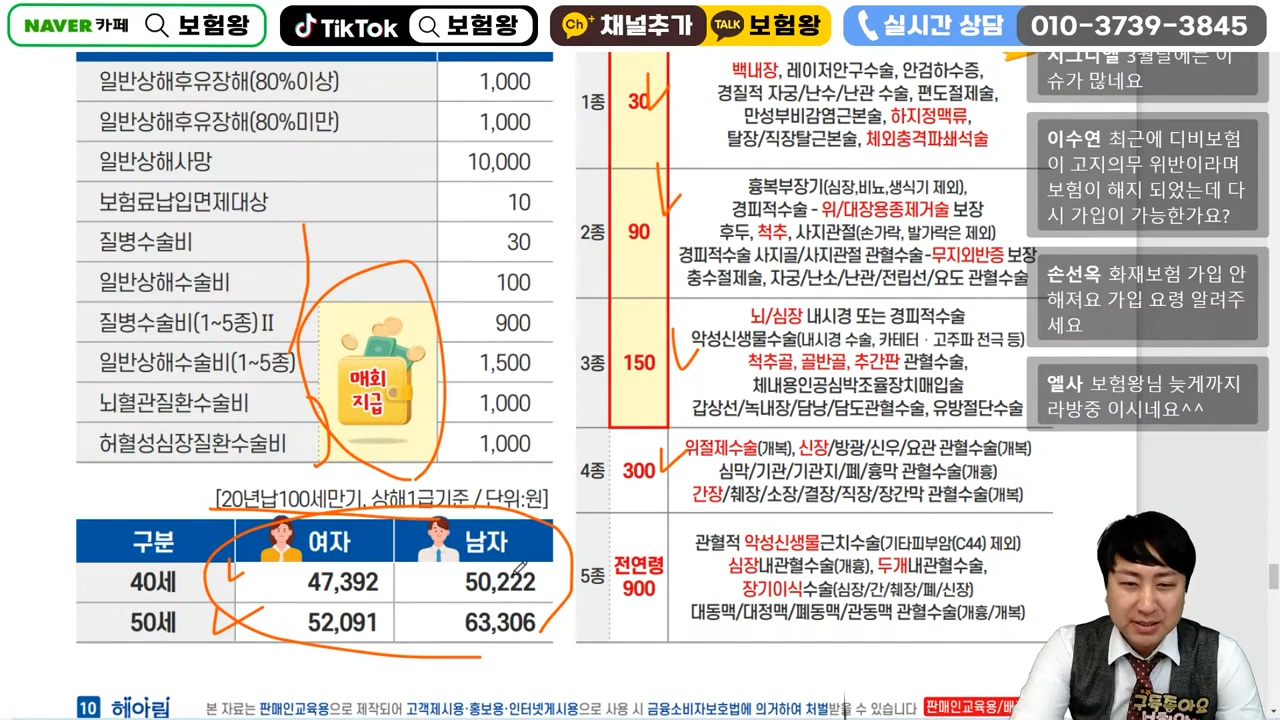 NAVER 카페 보험왕
TikTok 보험왕
Ch+ 채널추가 TALK 보험왕
실시간 상담 010-3739-3845
일반상해후유장해(80%이상) 1,000
일반상해후유장해(80%미만) 1,000
일반상해사망 10,000
보험료납입면제대상 10
질병수술비 30
일반상해수술비 100
질병수술비(1~5종)Ⅱ 900
일반상해수술비(1~5종) 1,500
뇌혈관질환수술비 1,000
허혈성심장질환수술비 1,000
매회
지급
[20년납100세만기, 상해1급기준 / 단위:원]
구분 여자 남자
40세 47,392 50,222
50세 52,091 63,306
1종 30
백내장, 레이저안구수술, 안검하수증,
경질적 자궁/난수/난관 수술, 편도절제술,
만성부비감염근본술, 하지정맥류,
탈장/직장탈근본술, 체외충격파쇄석술
2종 90
흉복부장기(심장,비뇨,생식기 제외),
경피적수술 - 위/대장용종제거술 보장
후두, 척추, 사지관절(손가락, 발가락은 제외)
경피적수술 사지골/사지관절 관혈수술-무지외반증 보장
충수절제술, 자궁/난소/난관/전립선/요도 관혈수술
3종 150
뇌/심장 내시경 또는 경피적수술
악성신생물수술(내시경 수술, 카테터ㆍ고주파 전극 등)
척추골, 골반골, 추간판 관혈수술,
체내용인공심박조율장치매입술
갑상선/녹내장/담낭/담도관혈수술, 유방절단수술
4종 300
위절제수술(개복), 신장/방광/신우/요관 관혈수술(개복)
심막/기관/기관지/폐/흉막 관혈수술(개흉)
간장/췌장/소장/결장/직장/장간막 관혈수술(개복)
5종 전연령
900
관혈적 악성신생물근치수술(기타피부암(C44) 제외)
심장내관혈수술(개흉), 두개내관혈수술,
장기이식수술(심장/간/췌장/폐/신장)
대동맥/대정맥/폐동맥/관동맥 관혈수술(개흉/개복)
시그니엘 3월달에는 이
슈가 많네요
이수연 최근에 디비보험
이 고지의무 위반이라며
보험이 해지 되었는데 다
시 가입이 가능한가요?
손선옥 화재보험 가입 안
해져요 가입 요령 알려주
세요
엘사 보험왕님 늦게까지
라방중 이시네요^^
10 헤아림 본 자료는 판매인교육용으로 제작되어 고객제시용·홍보용·인터넷게시용으로 사용 시 금융소비자보호법에 의거하여 처벌받을 수 있습니다
판매인교육용/배
구독좋아요